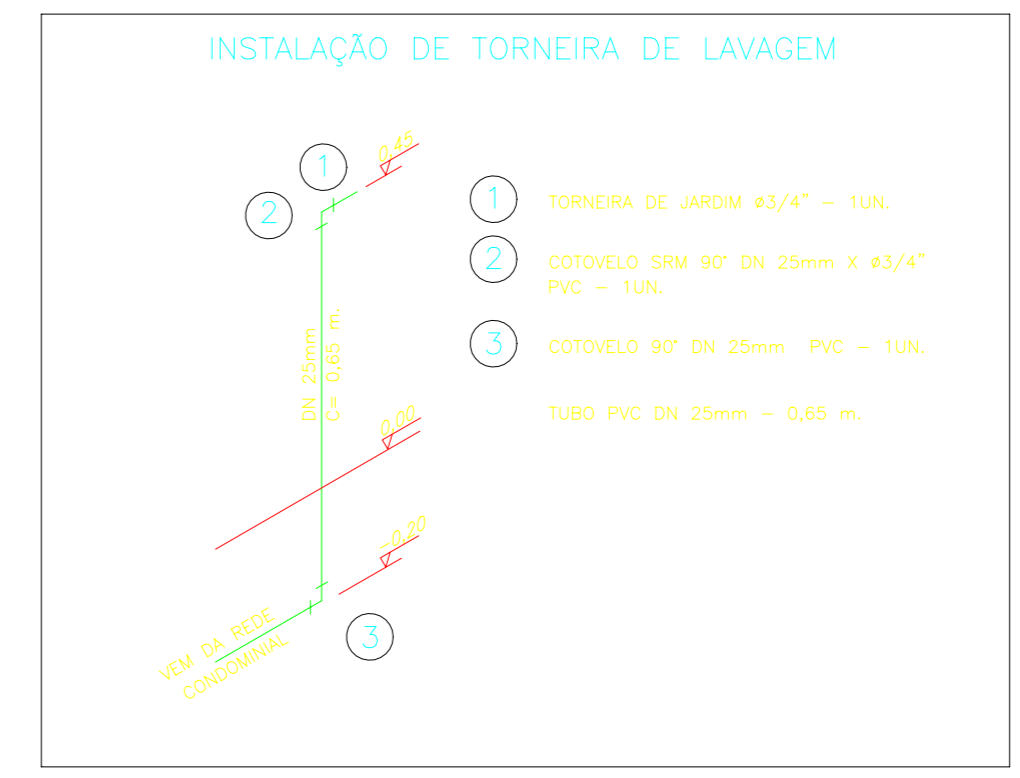 INSTALAÇÃO DE TORNEIRA DE LAVAGEM
1
0,45
2
DN 25mm
C= 0,65 m.
0,00
-0,20
3
VEM DA REDE
CONDOMINIAL
1 TORNEIRA DE JARDIM ø3/4" - 1UN.
2 COTOVELO SRM 90° DN 25mm X ø3/4"
PVC - 1UN.
3 COTOVELO 90° DN 25mm PVC - 1UN.
TUBO PVC DN 25mm - 0,65 m.